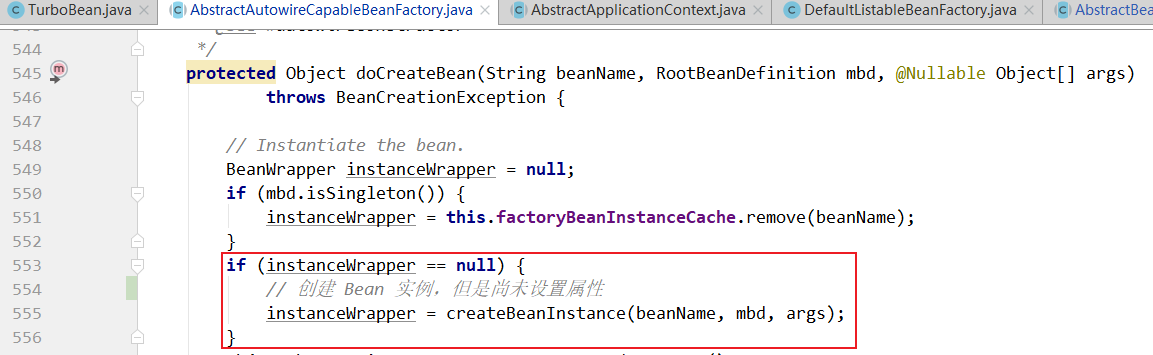 TurboBean.java AbstractAutowireCapableBeanFactory.java AbstractApplicationContext.java DefaultListableBeanFactory.java AbstractBea
544 */
545 protected Object doCreateBean(String beanName, RootBeanDefinition mbd, @Nullable Object[] args)
546 throws BeanCreationException {
547
548 // Instantiate the bean.
549 BeanWrapper instanceWrapper = null;
550 if (mbd.isSingleton()) {
551 instanceWrapper = this.factoryBeanInstanceCache.remove(beanName);
552 }
553 if (instanceWrapper == null) {
554 // 创建 Bean 实例，但是尚未设置属性
555 instanceWrapper = createBeanInstance(beanName, mbd, args);
556 }